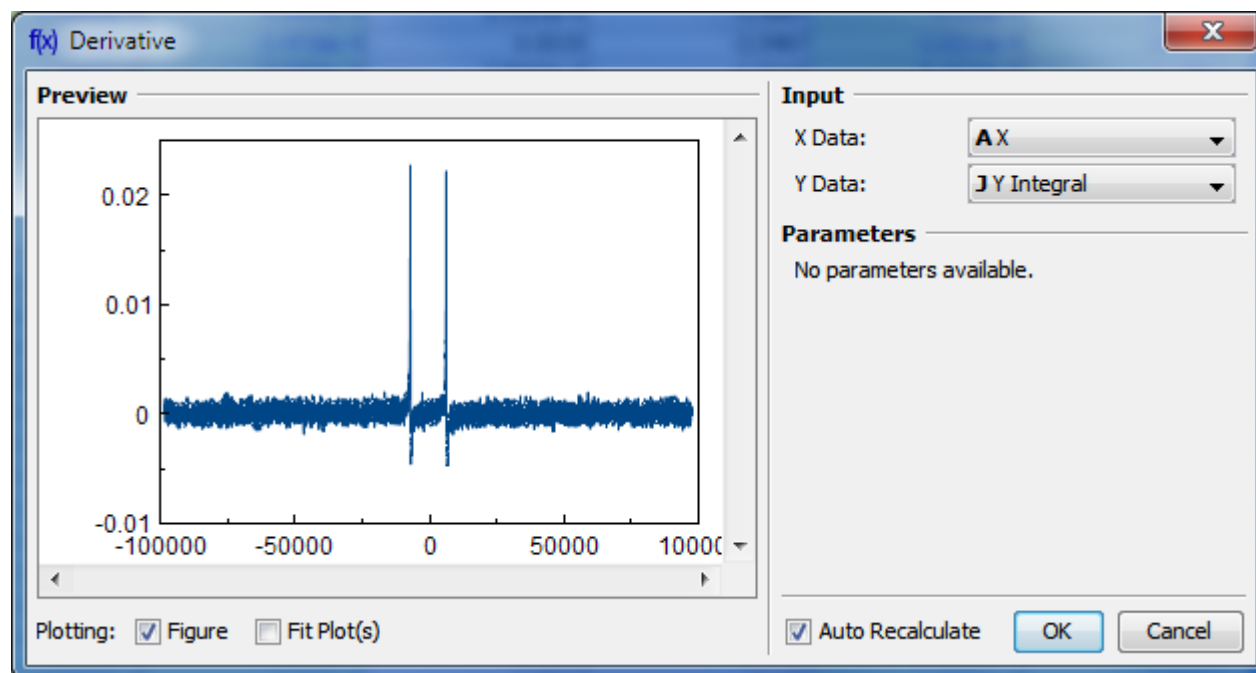 f(x) Derivative
Preview
0.02
0.01
0
-0.01
-100000 -50000 0 50000 10000
Plotting: Figure Fit Plot(s)
Input
X Data: A X
Y Data: J Y Integral
Parameters
No parameters available.
Auto Recalculate OK Cancel